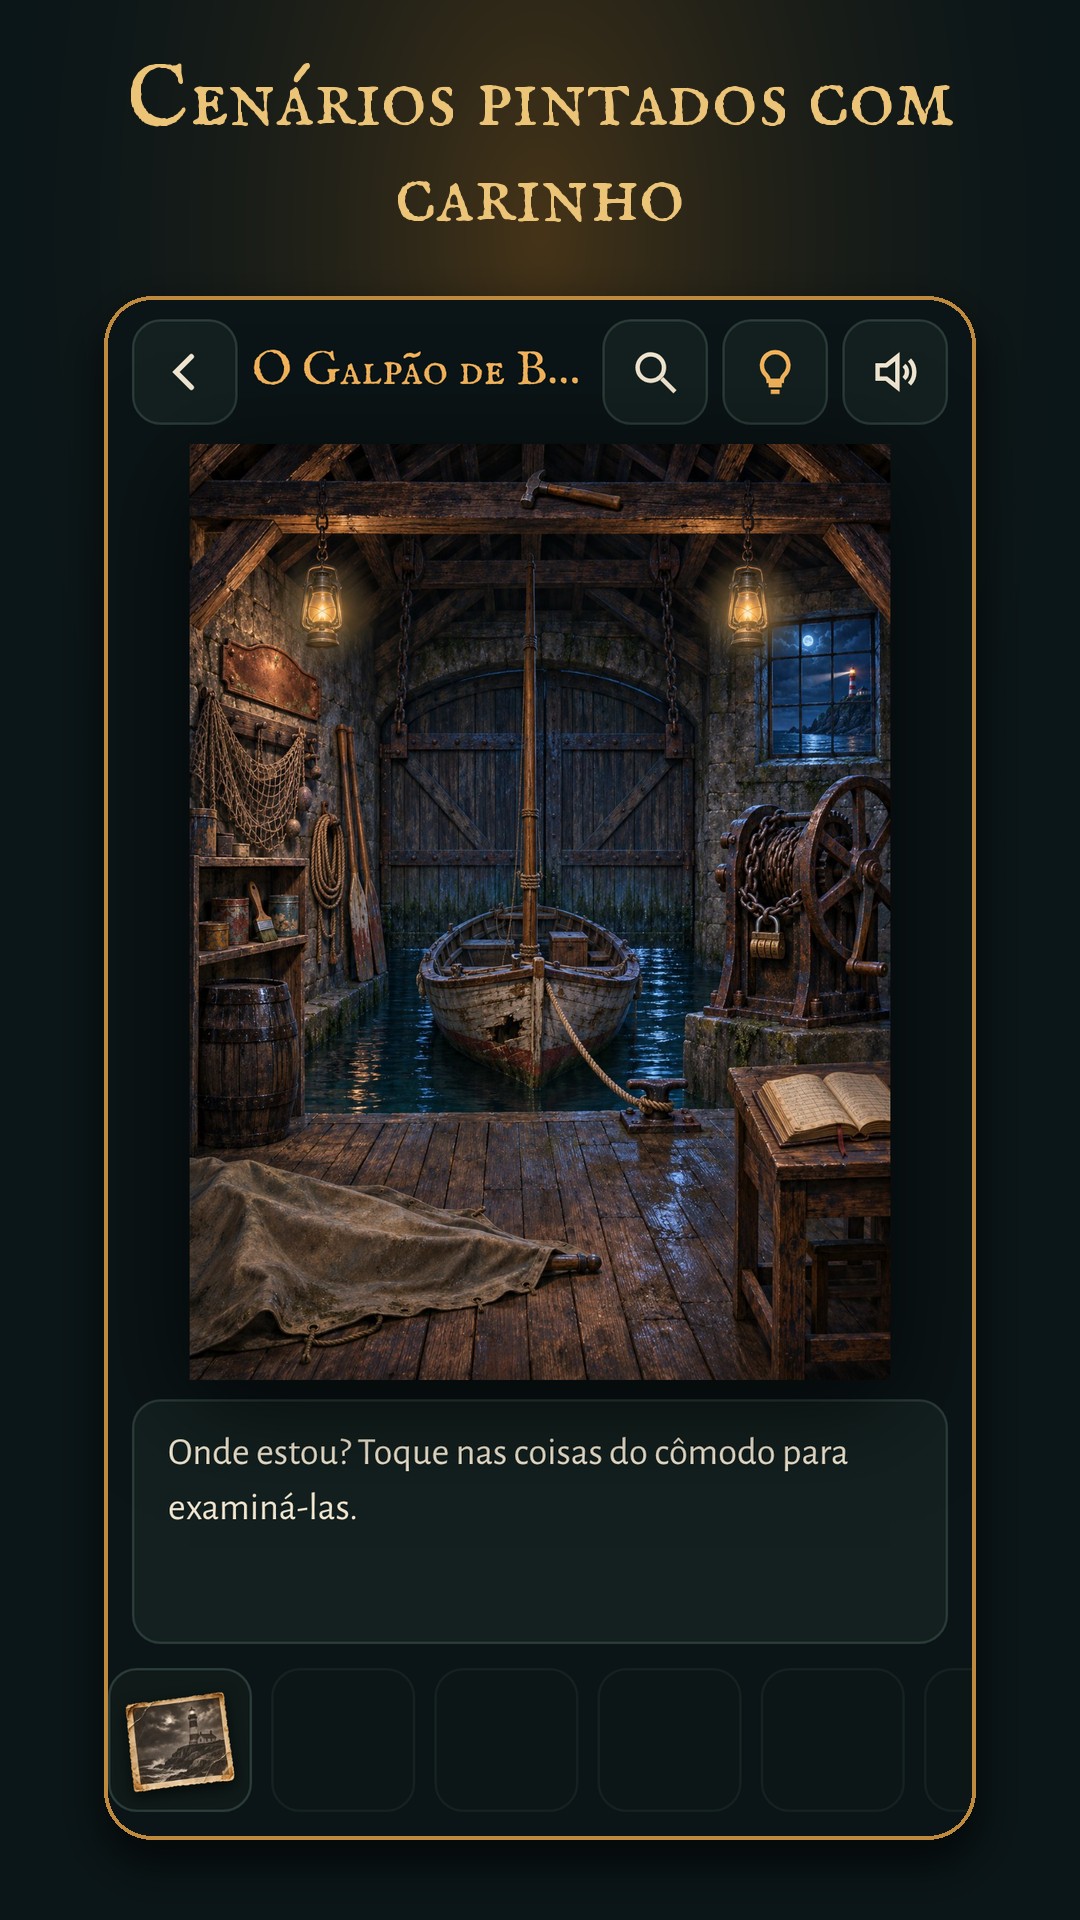 Cenários pintados com
carinho
O Galpão de B...
Onde estou? Toque nas coisas do cômodo para
examiná-las.